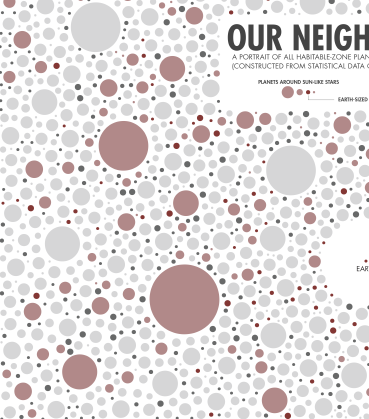 OUR NEIGH
A PORTRAIT OF ALL HABITABLE-ZONE PLAN
(CONSTRUCTED FROM STATISTICAL DATA O
PLANETS AROUND SUN-LIKE STARS
EARTH-SIZED
EAR